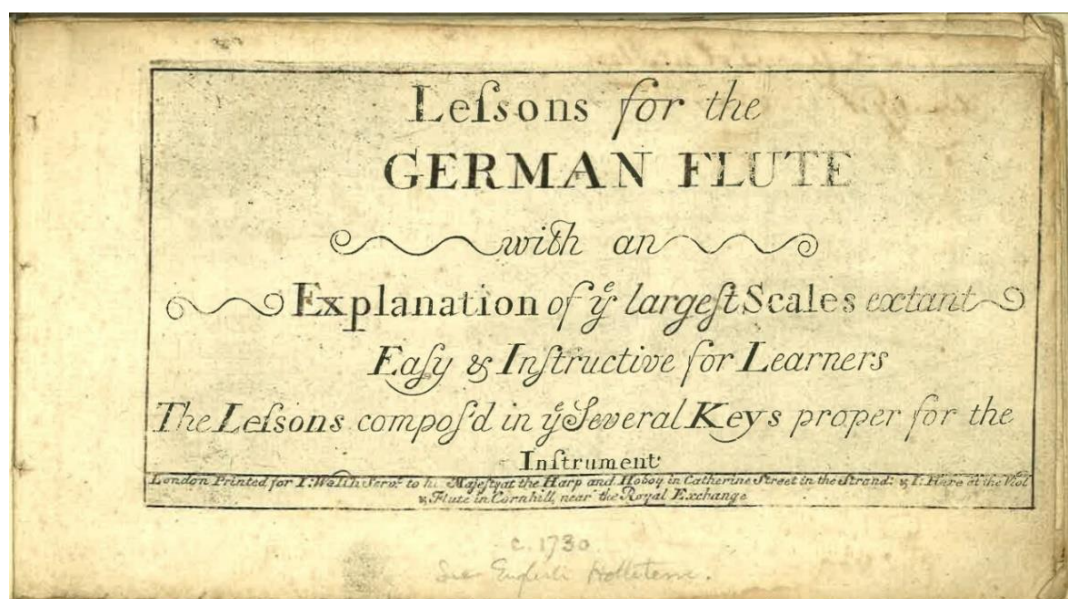 Leſsons for the
GERMAN FLUTE
with an
Explanation of yͤ largeſt Scales extant
Eaſy & Inſtructive for Learners
The Leſsons compoſ'd in yͤ Several Keys proper for the
Inſtrument
London Printed for I: Walſh Servᵗ to his Majeſty at the Harp and Hoboy in Catherine Street in the Strand: & I: Hare at the Viol
& Flute in Cornhill, near the Royal Exchange
c. 1730
See Engliſh